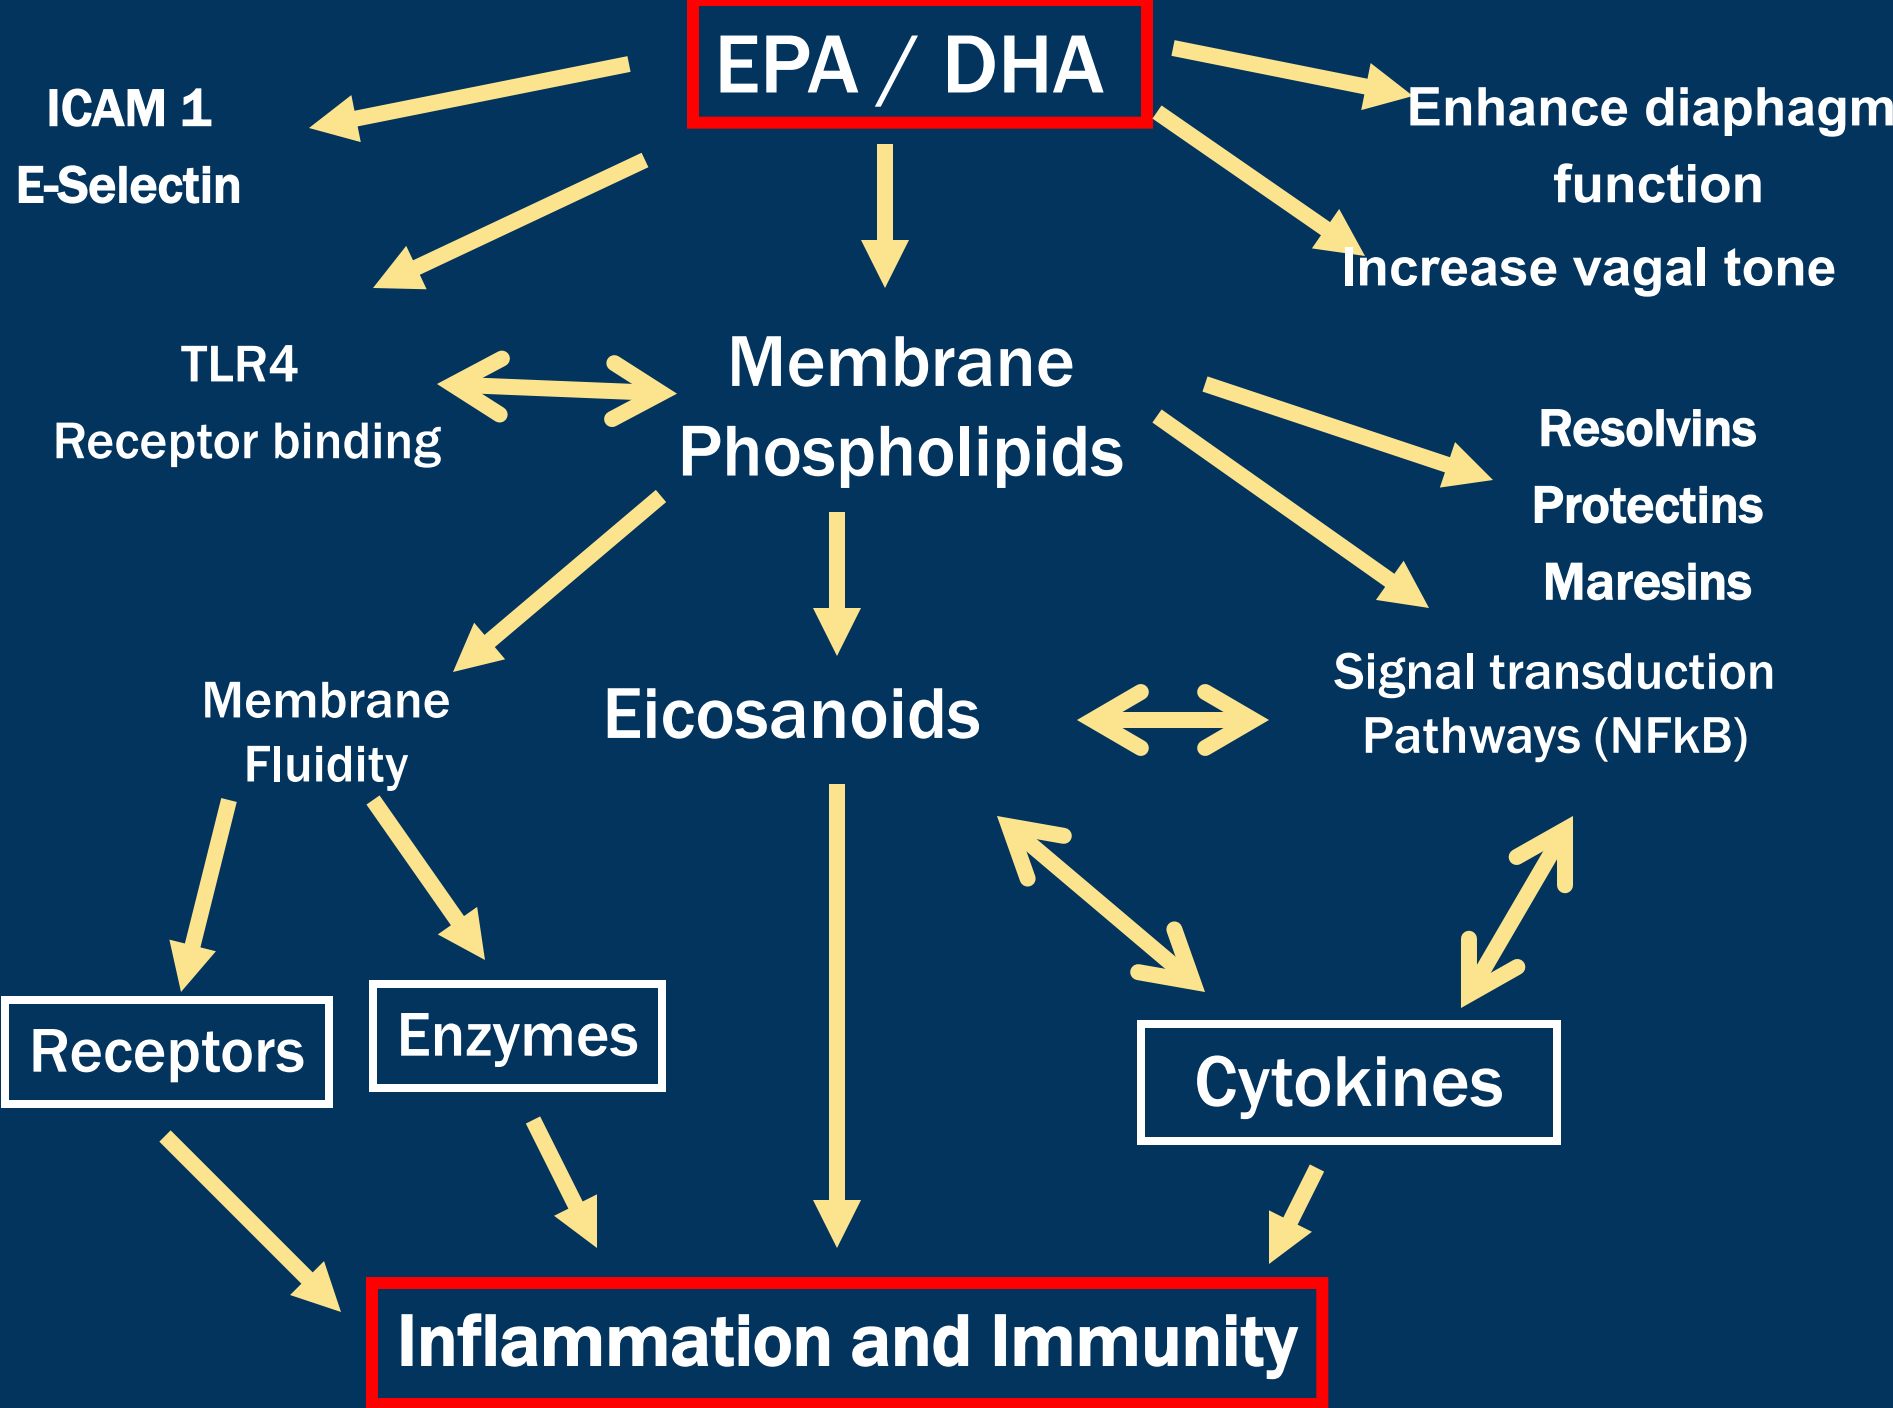 EPA / DHA
ICAM 1
E-Selectin
Enhance diaphagm
function
Increase vagal tone
TLR4
Receptor binding
Membrane
Phospholipids
Resolvins
Protectins
Maresins
Membrane
Fluidity
Eicosanoids
Signal transduction
Pathways (NFkB)
Receptors
Enzymes
Cytokines
Inflammation and Immunity